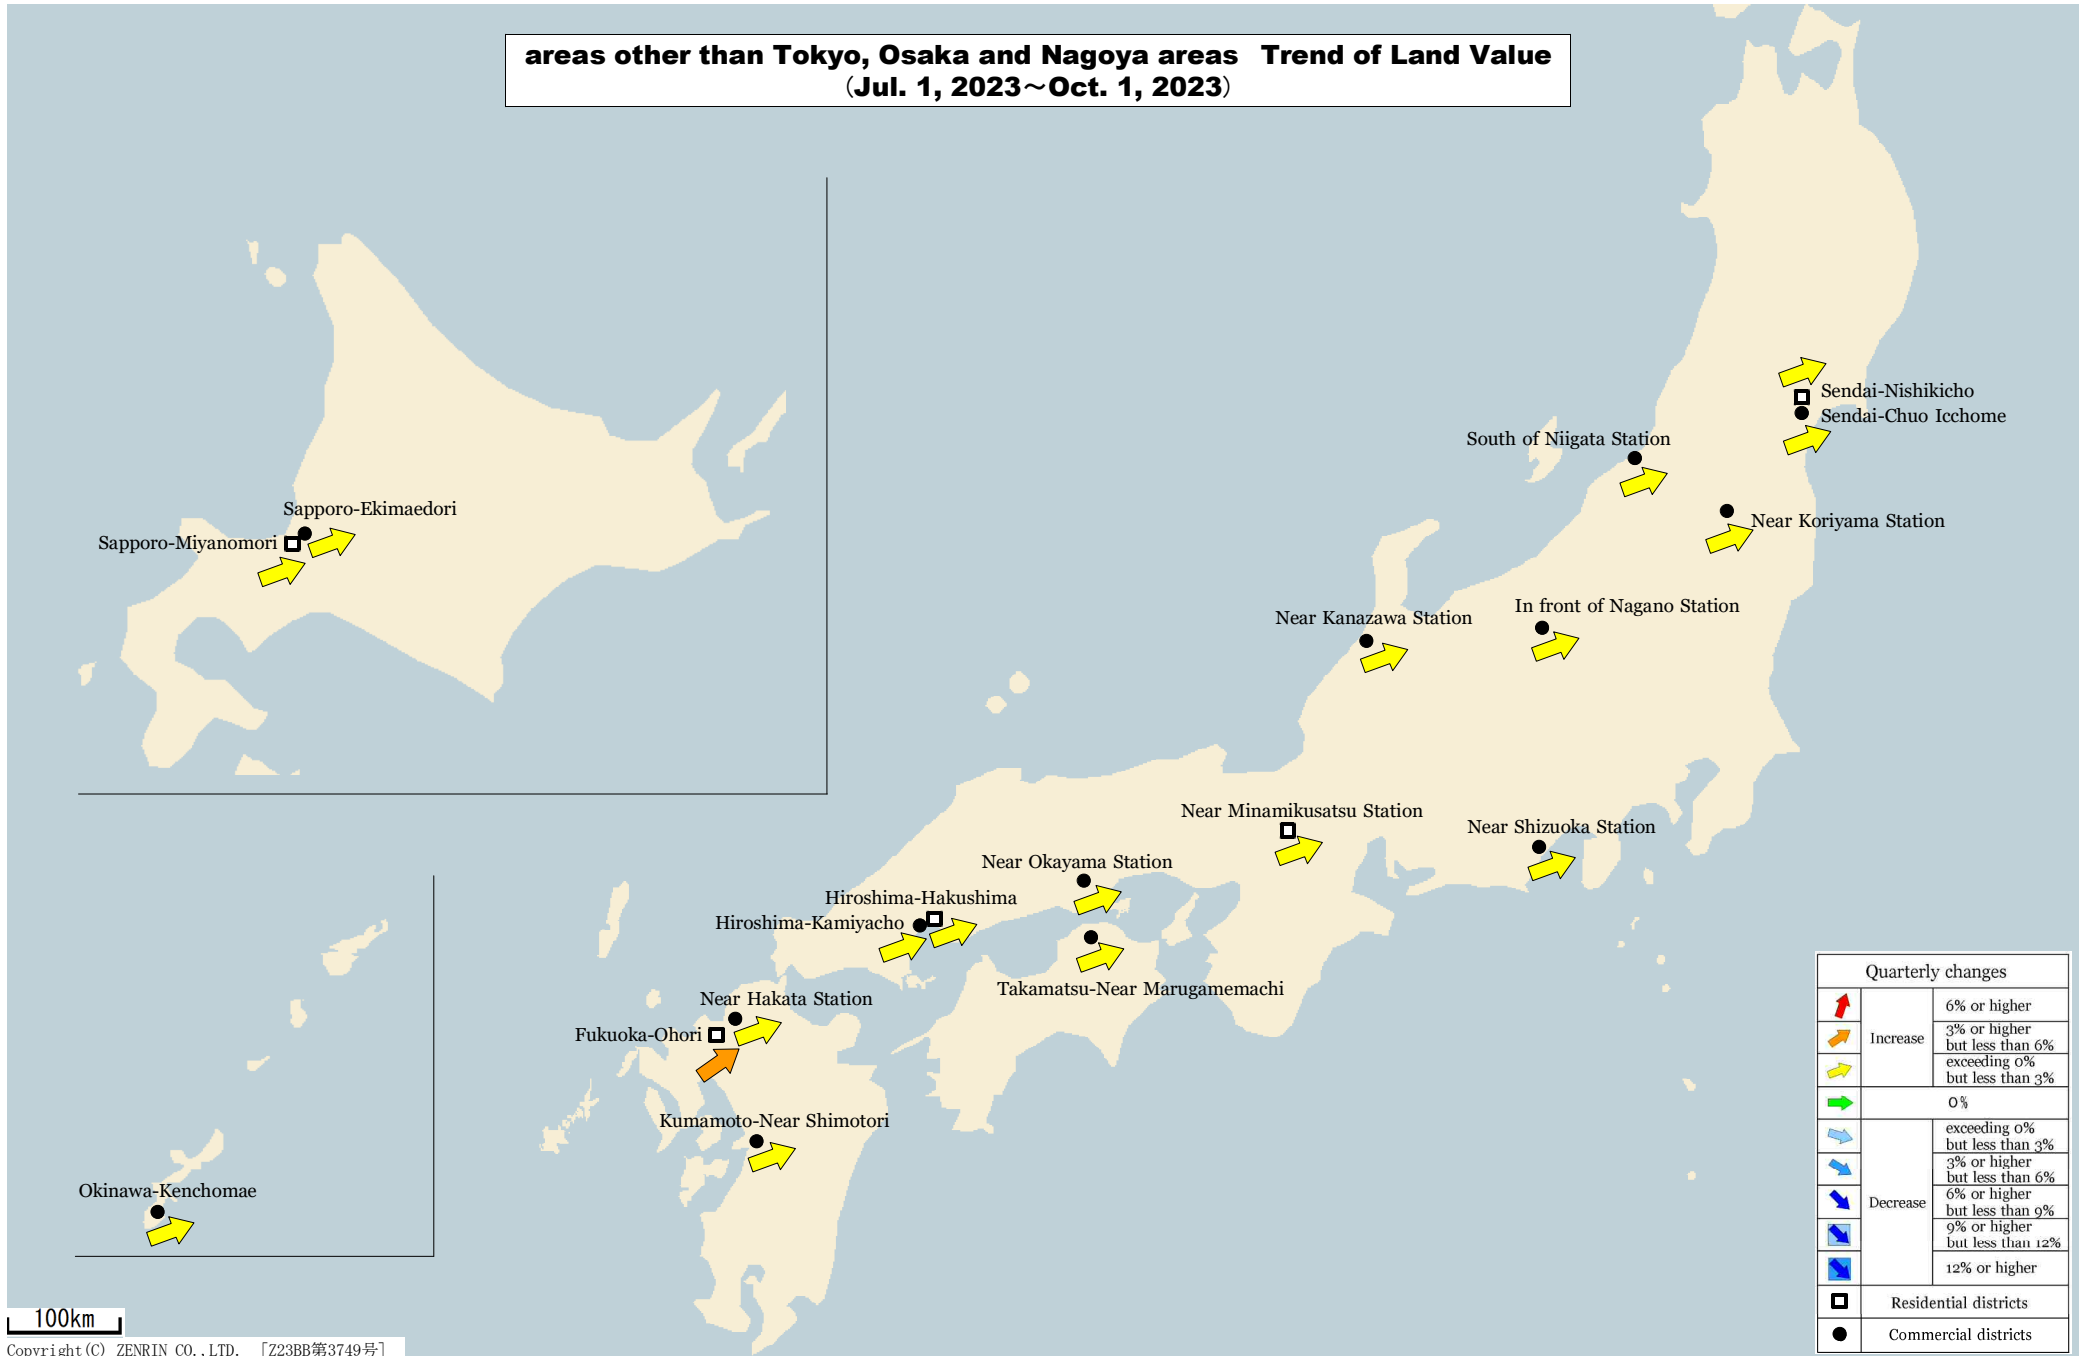 areas other than Tokyo, Osaka and Nagoya areas Trend of Land Value
(Jul. 1, 2023～Oct. 1, 2023)
Sendai-Nishikicho
Sendai-Chuo Icchome
South of Niigata Station
Sapporo-Ekimaedori
Near Koriyama Station
Sapporo-Miyanomori
In front of Nagano Station
Near Kanazawa Station
Near Minamikusatsu Station
Near Shizuoka Station
Near Okayama Station
Hiroshima-Hakushima
Hiroshima-Kamiyacho
Takamatsu-Near Marugamemachi
Near Hakata Station
Fukuoka-Ohori
Kumamoto-Near Shimotori
Okinawa-Kenchomae
Quarterly changes
6% or higher
Increase
3% or higher
but less than 6%
exceeding 0%
but less than 3%
0%
exceeding 0%
but less than 3%
3% or higher
but less than 6%
Decrease
6% or higher
but less than 9%
9% or higher
but less than 12%
12% or higher
Residential districts
Commercial districts
100km
Copyright(C) ZENRIN CO.,LTD. [Z23BB第3749号]